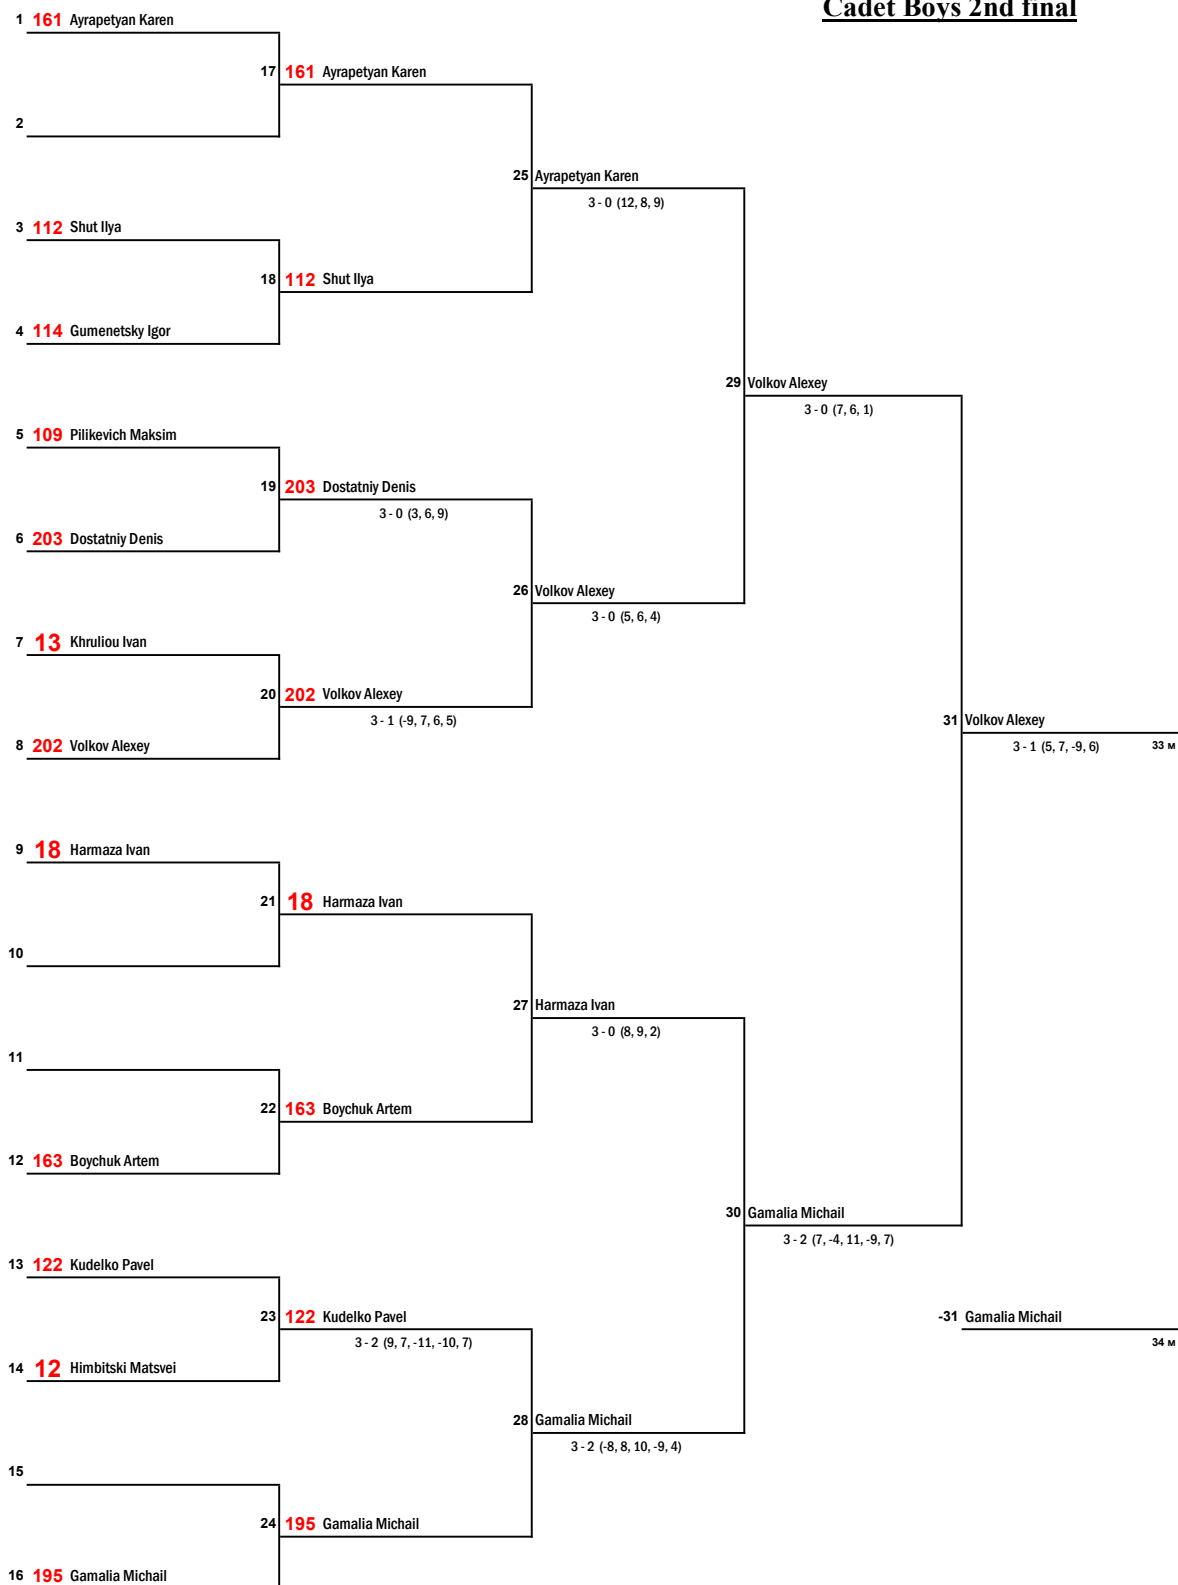 Cadet Boys 2nd final
1 161 Ayrapetyan Karen
17 161 Ayrapetyan Karen
2
25 Ayrapetyan Karen
3 - 0 (12, 8, 9)
3 112 Shut Ilya
18 112 Shut Ilya
4 114 Gumenetsky Igor
29 Volkov Alexey
3 - 0 (7, 6, 1)
5 109 Pilikevich Maksim
19 203 Dostatniy Denis
3 - 0 (3, 6, 9)
6 203 Dostatniy Denis
26 Volkov Alexey
3 - 0 (5, 6, 4)
7 13 Khruliou Ivan
20 202 Volkov Alexey
3 - 1 (-9, 7, 6, 5)
31 Volkov Alexey
8 202 Volkov Alexey
3 - 1 (5, 7, -9, 6) 33 м
9 18 Harmaza Ivan
21 18 Harmaza Ivan
10
27 Harmaza Ivan
3 - 0 (8, 9, 2)
11
22 163 Boychuk Artem
12 163 Boychuk Artem
30 Gamalia Michail
3 - 2 (7, -4, 11, -9, 7)
13 122 Kudelko Pavel
23 122 Kudelko Pavel
-31 Gamalia Michail
3 - 2 (9, 7, -11, -10, 7)
34 м
14 12 Himbitski Matsvei
28 Gamalia Michail
3 - 2 (-8, 8, 10, -9, 4)
15
24 195 Gamalia Michail
16 195 Gamalia Michail